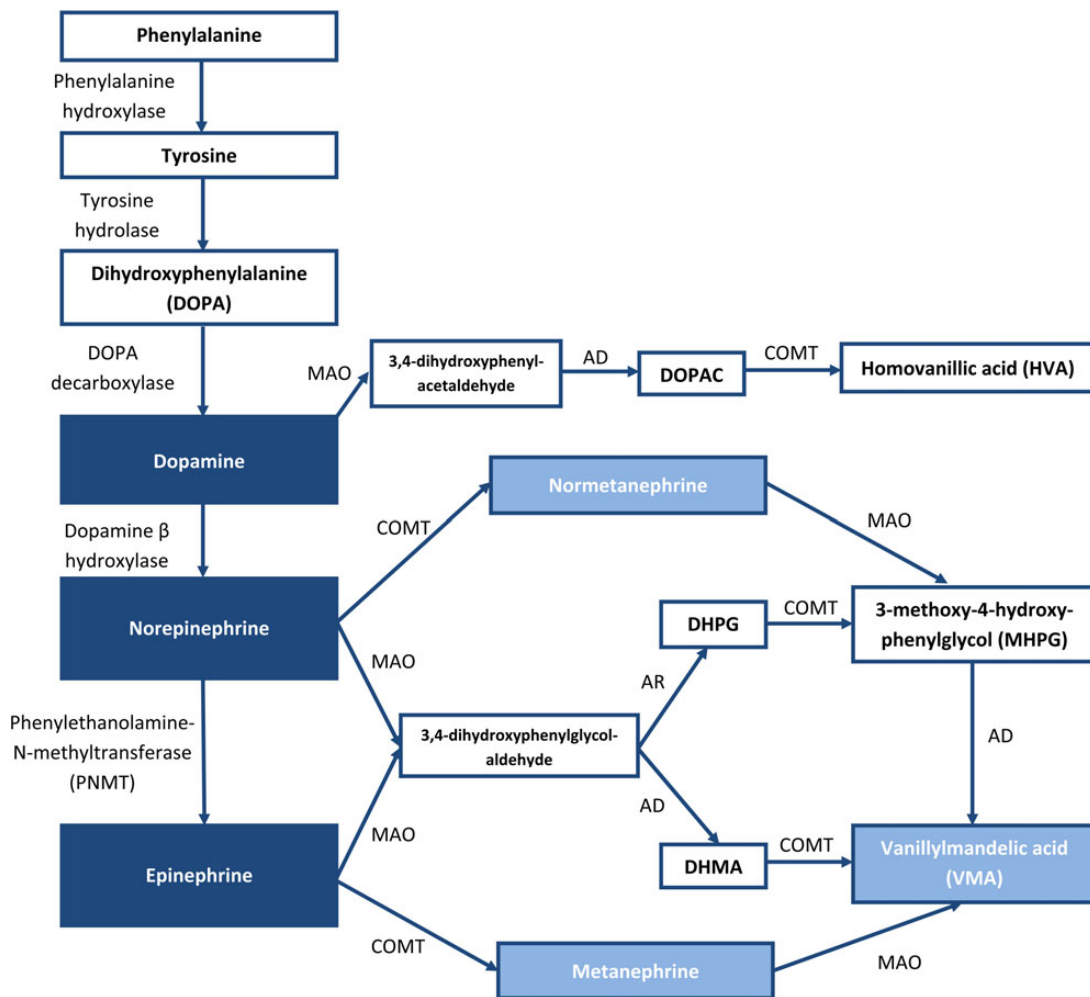 Phenylalanine
Phenylalanine
hydroxylase
Tyrosine
Tyrosine
hydrolase
Dihydroxyphenylalanine
(DOPA)
DOPA
decarboxylase
MAO
3,4-dihydroxyphenyl-
acetaldehyde
AD
DOPAC
COMT
Homovanillic acid (HVA)
Dopamine
Dopamine β
hydroxylase
COMT
Normetanephrine
MAO
Norepinephrine
MAO
DHPG
COMT
3-methoxy-4-hydroxy-
phenylglycol (MHPG)
AR
Phenylethanolamine-
N-methyltransferase
(PNMT)
3,4-dihydroxyphenylglycol-
aldehyde
AD
MAO
AD
Epinephrine
DHMA
COMT
Vanillylmandelic acid
(VMA)
COMT
Metanephrine
MAO